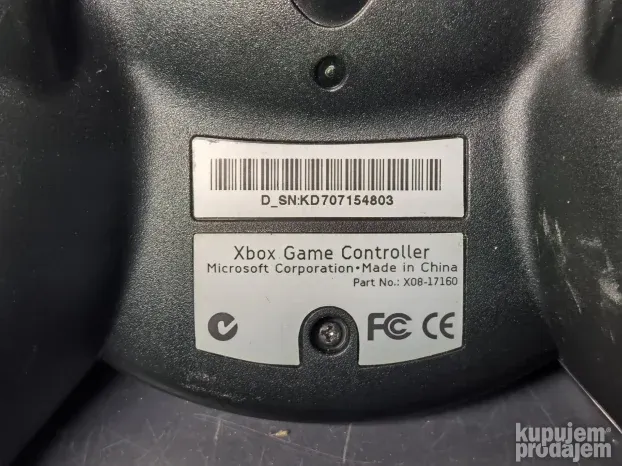 D_SN:KD707154803
Xbox Game Controller
Microsoft Corporation•Made in China
Part No.: X08-17160
FC CE
kupujem
prodajem